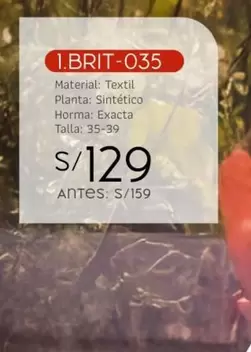 1.BRIT-035
Material: Textil
Planta: Sintético
Horma: Exacta
Talla: 35-39
S/129
Antes: S/159